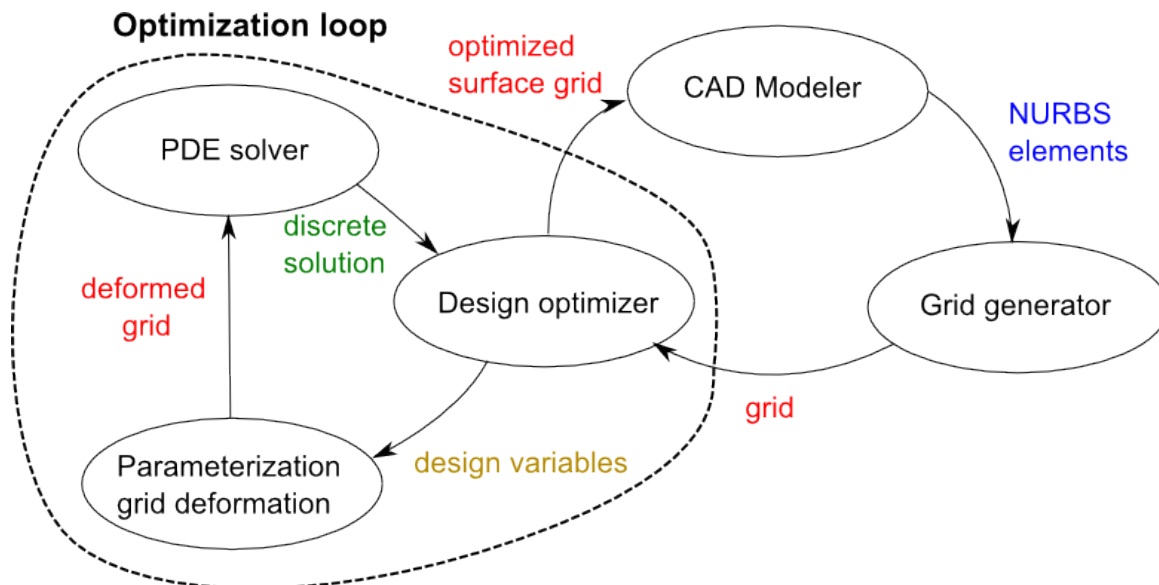 Optimization loop
optimized
surface grid
CAD Modeler
NURBS
elements
PDE solver
discrete
solution
deformed
grid
Design optimizer
Grid generator
grid
Parameterization
grid deformation
design variables